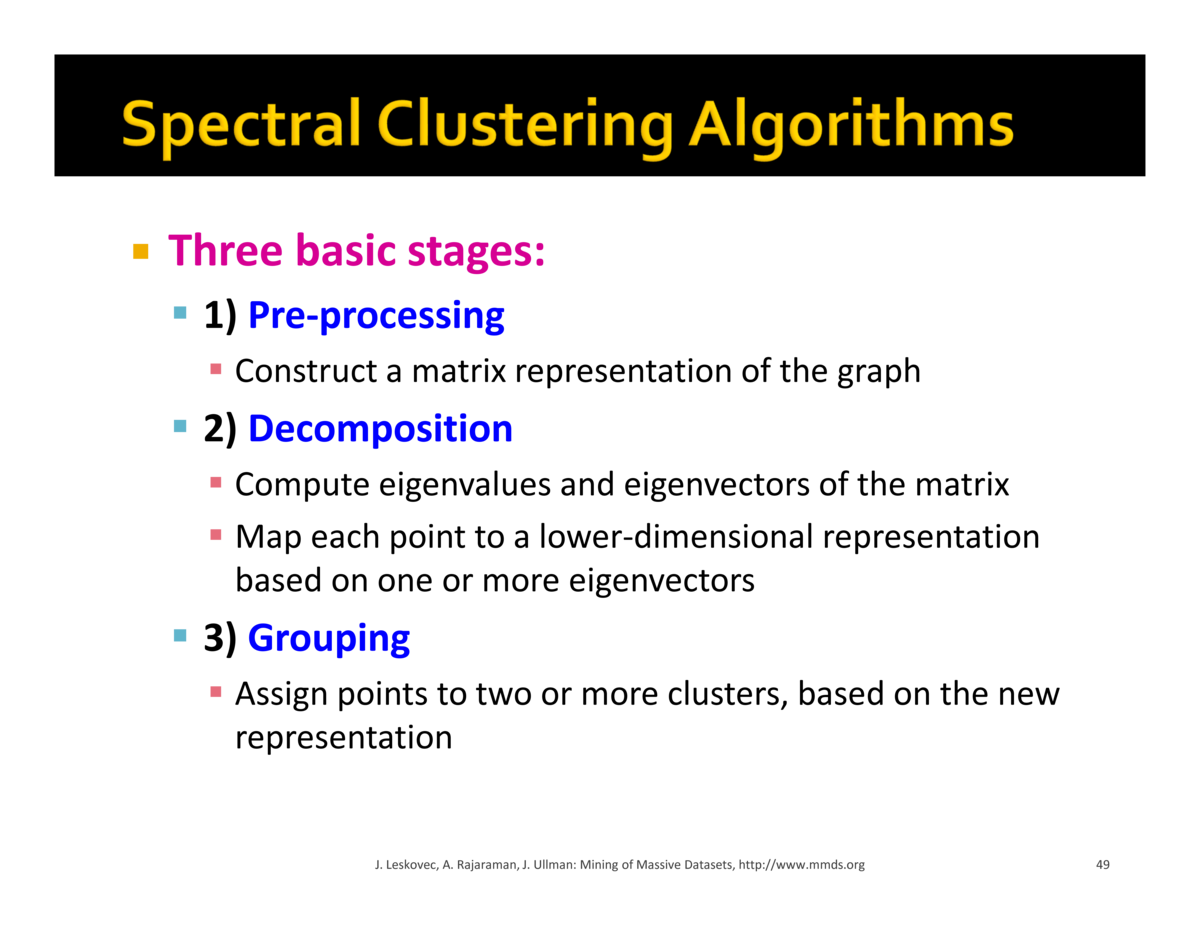 Spectral Clustering Algorithms
Three basic stages:
1) Pre-processing
Construct a matrix representation of the graph
2) Decomposition
Compute eigenvalues and eigenvectors of the matrix
Map each point to a lower-dimensional representation
based on one or more eigenvectors
3) Grouping
Assign points to two or more clusters, based on the new
representation
J. Leskovec, A. Rajaraman, J. Ullman: Mining of Massive Datasets, http://www.mmds.org
49